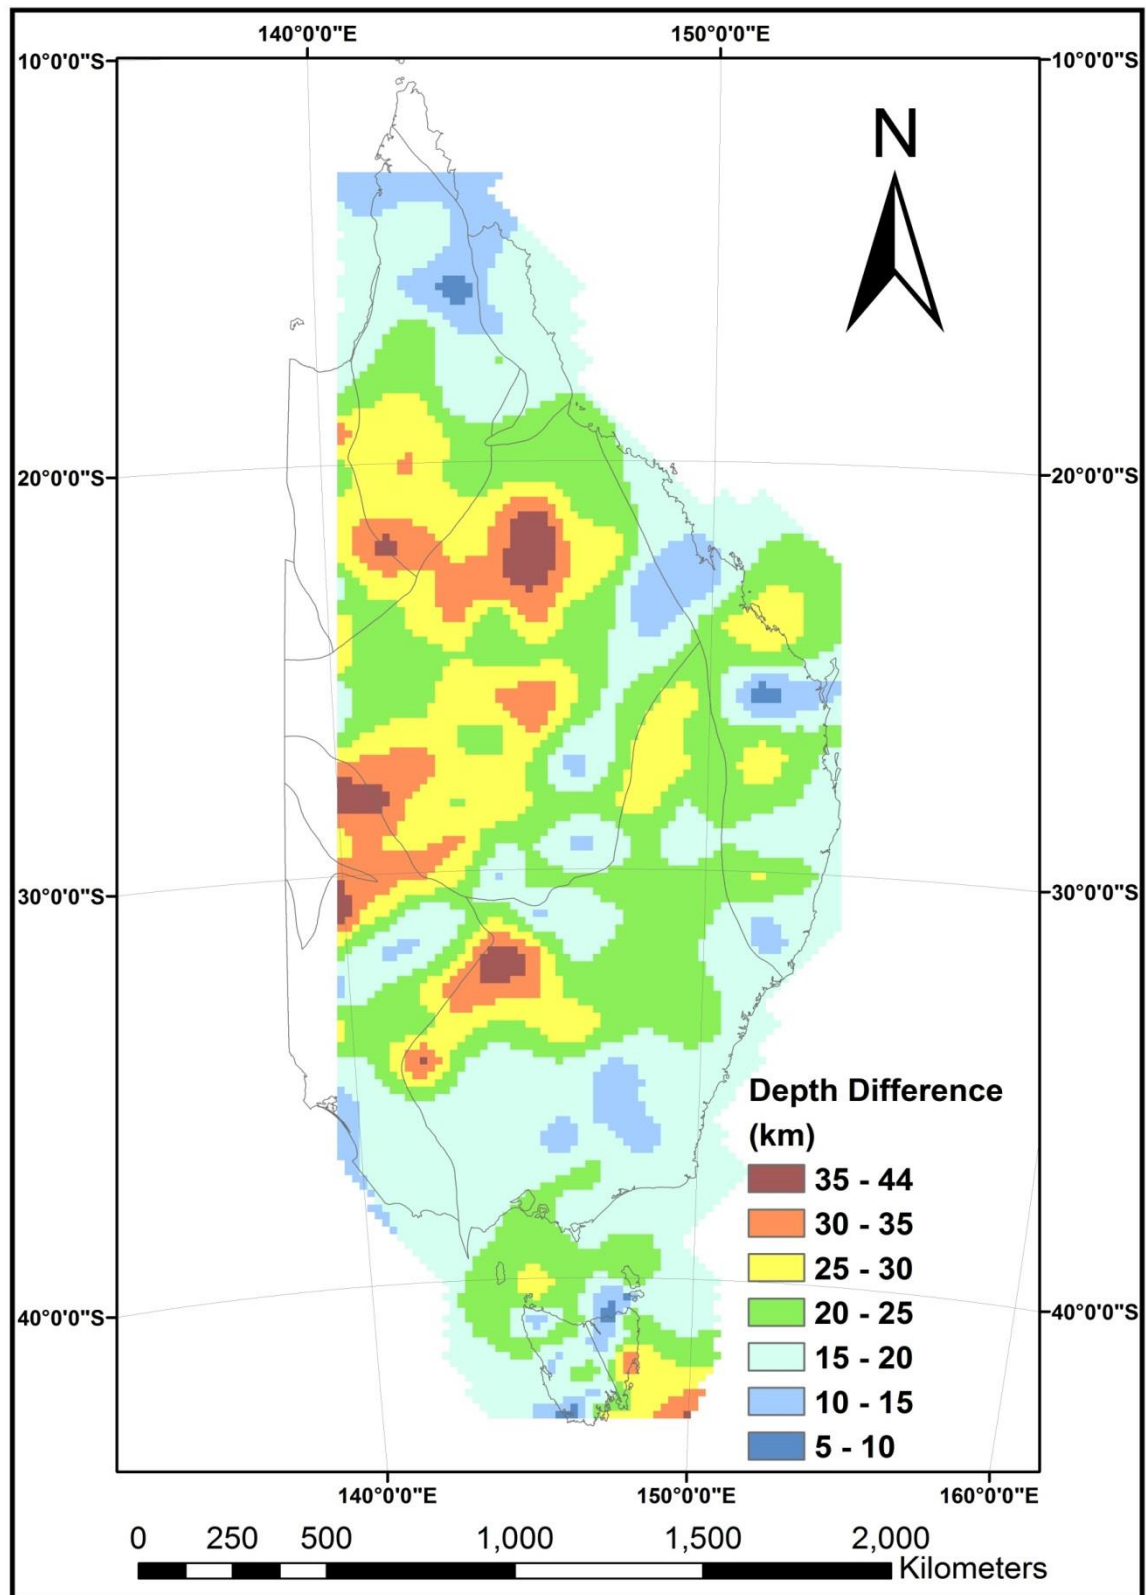 140°0'0"E 150°0'0"E
10°0'0"S 10°0'0"S
N
20°0'0"S 20°0'0"S
30°0'0"S 30°0'0"S
Depth Difference
(km)
35 - 44
30 - 35
25 - 30
20 - 25
15 - 20
10 - 15
5 - 10
40°0'0"S 40°0'0"S
140°0'0"E 150°0'0"E 160°0'0"E
0 250 500 1,000 1,500 2,000
Kilometers